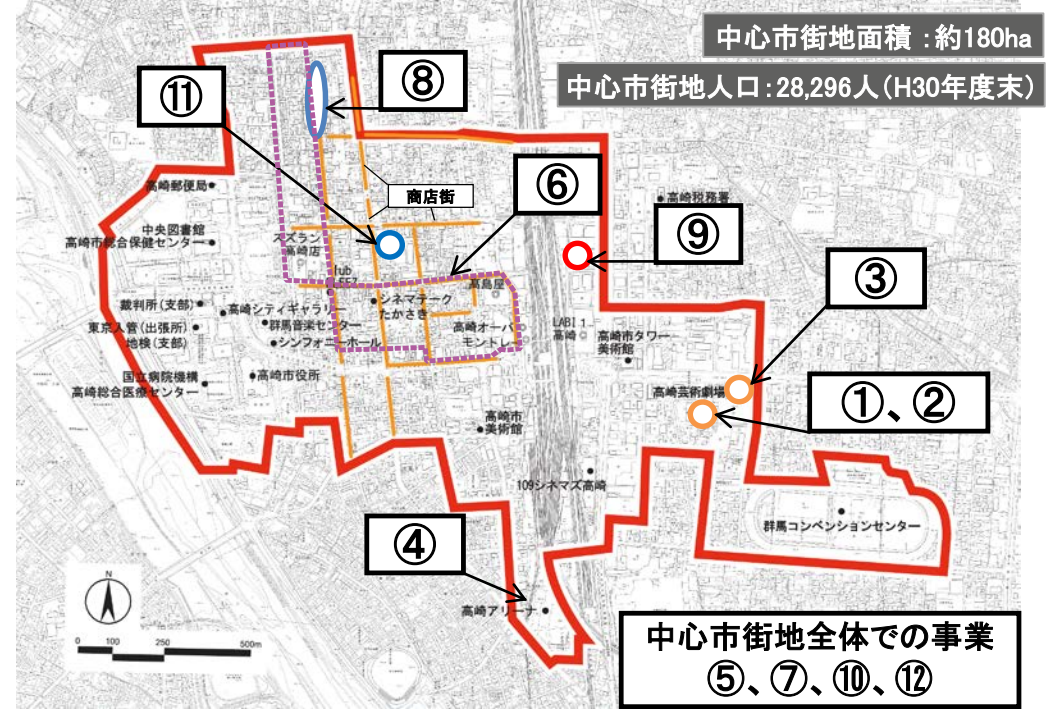 中心市街地面積 :約180ha
中心市街地人口:28,296人(H30年度末)
⑧
⑪
商店街
⑥
高崎郵便局
高崎税務署
⑨
中央図書館
高崎市総合保健センター
スズラン
高崎店
③
高島屋
シネマテーク
たかさき
裁判所(支部)
高崎シティギャラリー
東京入管(出張所)
地検(支部)
群馬音楽センター
シンフォニーホール
高崎オーパ
モントレー
LABI 1
高崎
高崎市タワー
美術館
国立病院機構
高崎総合医療センター
高崎市役所
高崎芸術劇場
①、②
高崎市
美術館
109シネマズ高崎
群馬コンベンションセンター
④
高崎アリーナ
N
0 100 250 500m
中心市街地全体での事業
⑤、⑦、⑩、⑫